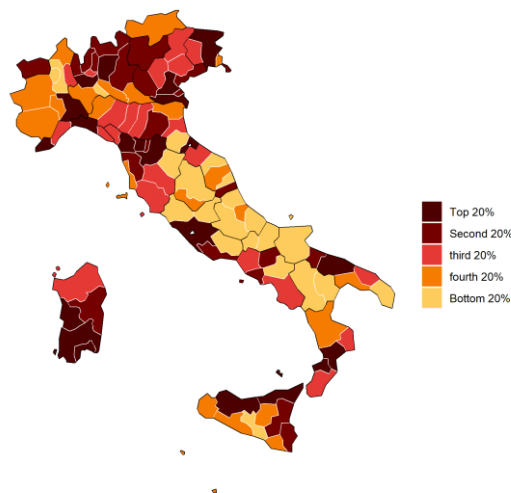 Top 20%
Second 20%
third 20%
fourth 20%
Bottom 20%